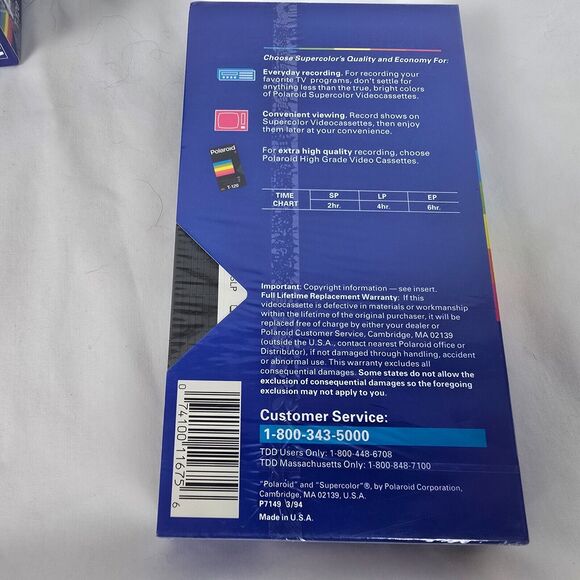 Choose Supercolor's Quality and Economy For:
Everyday recording. For recording your
favorite TV programs, don't settle for
anything less than the true, bright colors
of Polaroid Supercolor Videocassettes.
Convenient viewing. Record shows on
Supercolor Videocassettes, then enjoy
them later at your convenience.
Polaroid
T-120
For extra high quality recording, choose
Polaroid High Grade Video Cassettes.
TIME CHART SP LP EP
2hr. 4hr. 6hr.
SLP
Important: Copyright information — see insert.
Full Lifetime Replacement Warranty: If this
videocassette is defective in materials or workmanship
within the lifetime of the original purchaser, it will be
replaced free of charge by either your dealer or
Polaroid Customer Service, Cambridge, MA 02139
(outside the U.S.A., contact nearest Polaroid office or
Distributor), if not damaged through handling, accident
or abnormal use. This warranty excludes all
consequential damages. Some states do not allow the
exclusion of consequential damages so the foregoing
exclusion may not apply to you.
0 74100 11675 6
Customer Service:
1-800-343-5000
TDD Users Only: 1-800-448-6708
TDD Massachusetts Only: 1-800-848-7100
"Polaroid" and "Supercolor"®, by Polaroid Corporation,
Cambridge, MA 02139, U.S.A.
P7149 3/94
Made in U.S.A.